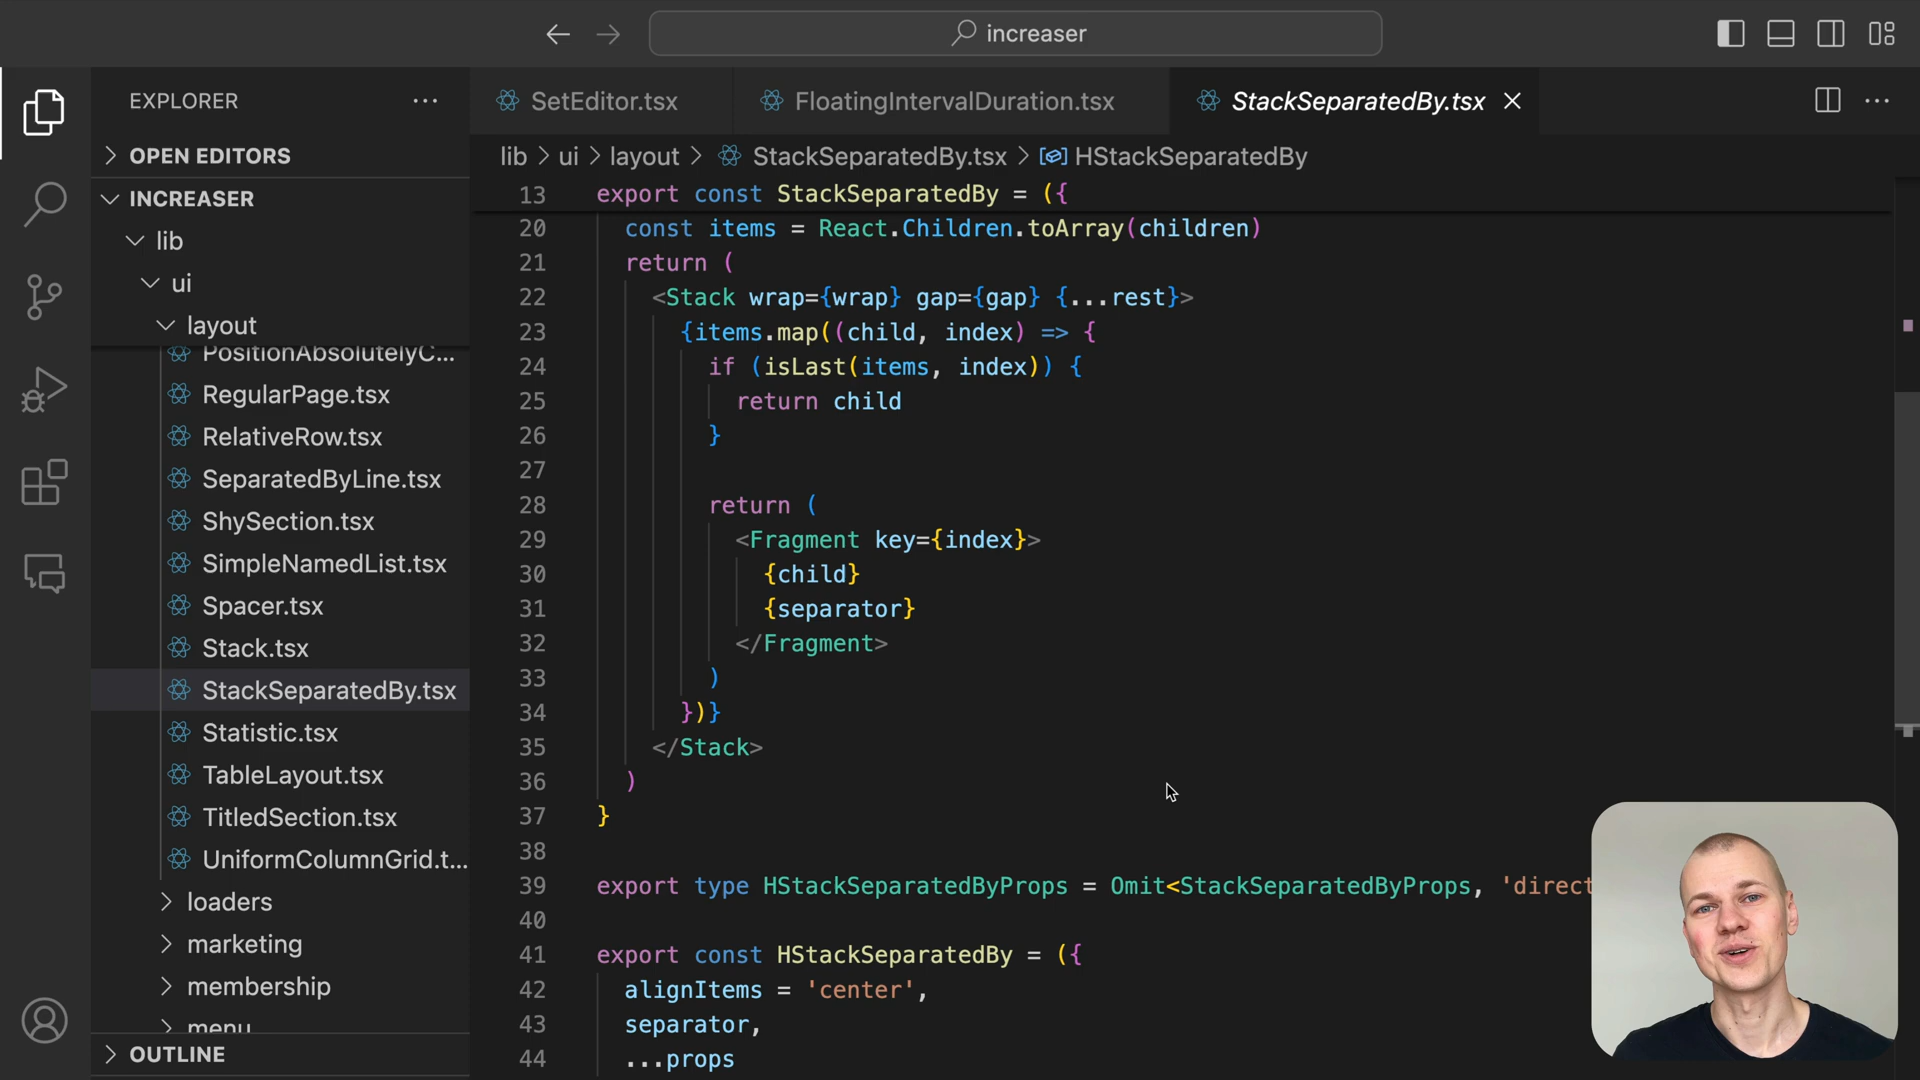 increaser
EXPLORER
OPEN EDITORS
INCREASER
lib
ui
layout
PositionAbsolutelyC...
RegularPage.tsx
RelativeRow.tsx
SeparatedByLine.tsx
ShySection.tsx
SimpleNamedList.tsx
Spacer.tsx
Stack.tsx
StackSeparatedBy.tsx
Statistic.tsx
TableLayout.tsx
TitledSection.tsx
UniformColumnGrid.t...
loaders
marketing
membership
menu
OUTLINE
SetEditor.tsx
FloatingIntervalDuration.tsx
StackSeparatedBy.tsx
lib > ui > layout > StackSeparatedBy.tsx > HStackSeparatedBy
13 export const StackSeparatedBy = ({
20 const items = React.Children.toArray(children)
21 return (
22 <Stack wrap={wrap} gap={gap} {...rest}>
23 {items.map((child, index) => {
24 if (isLast(items, index)) {
25 return child
26 }
27
28 return (
29 <Fragment key={index}>
30 {child}
31 {separator}
32 </Fragment>
33 )
34 })}
35 </Stack>
36 )
37 }
38
39 export type HStackSeparatedByProps = Omit<StackSeparatedByProps, 'direct
40
41 export const HStackSeparatedBy = ({
42 alignItems = 'center',
43 separator,
44 ...props